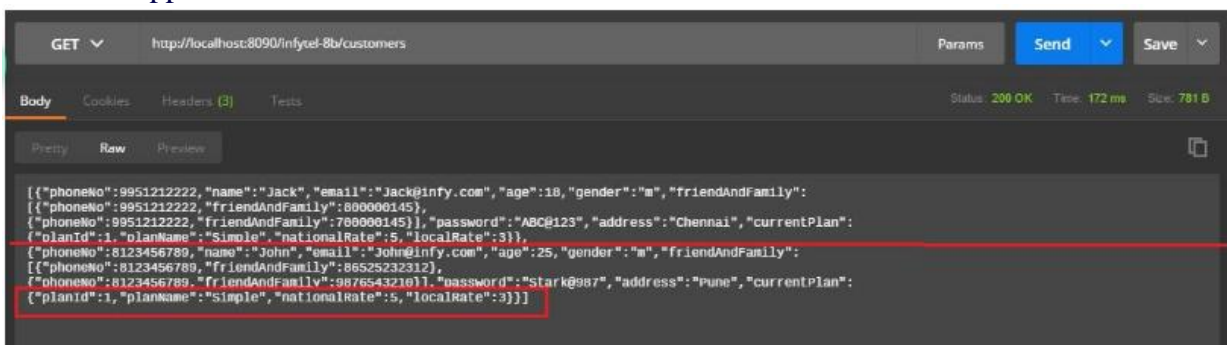 GET http://localhost:8090/infytel-8b/customers Params Send Save
Body Cookies Headers (3) Tests Status: 200 OK Time: 172 ms Size: 781 B
Pretty Raw Preview
[{"phoneNo":9951212222,"name":"Jack","email":"Jack@infy.com","age":18,"gender":"m","friendAndFamily":
[{"phoneNo":9951212222,"friendAndFamily":800000145},
{"phoneNo":9951212222,"friendAndFamily":700000145}],"password":"ABC@123","address":"Chennai","currentPlan":
{"planId":1,"planName":"Simple","nationalRate":5,"localRate":3}},
{"phoneNo":8123456789,"name":"John","email":"John@infy.com","age":25,"gender":"m","friendAndFamily":
[{"phoneNo":8123456789,"friendAndFamily":86525232312},
{"phoneNo":8123456789,"friendAndFamily":9876543210}],"password":"Stark@987","address":"Pune","currentPlan":
{"planId":1,"planName":"Simple","nationalRate":5,"localRate":3}}]